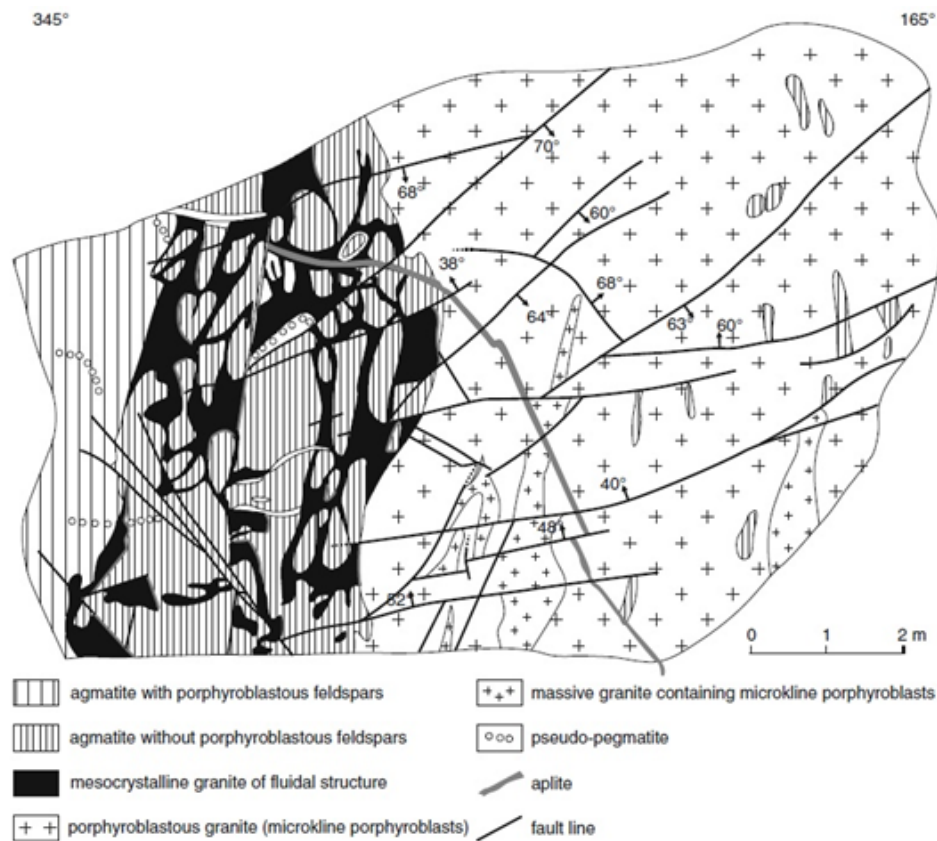 345°
165°
70°
68°
60°
38°
68°
64°
63°
60°
40°
48°
52°
0 1 2 m
agmatite with porphyroblastous feldspars
agmatite without porphyroblastous feldspars
mesocrystalline granite of fluidal structure
porphyroblastous granite (microkline porphyroblasts)
massive granite containing microkline porphyroblasts
pseudo-pegmatite
aplite
fault line